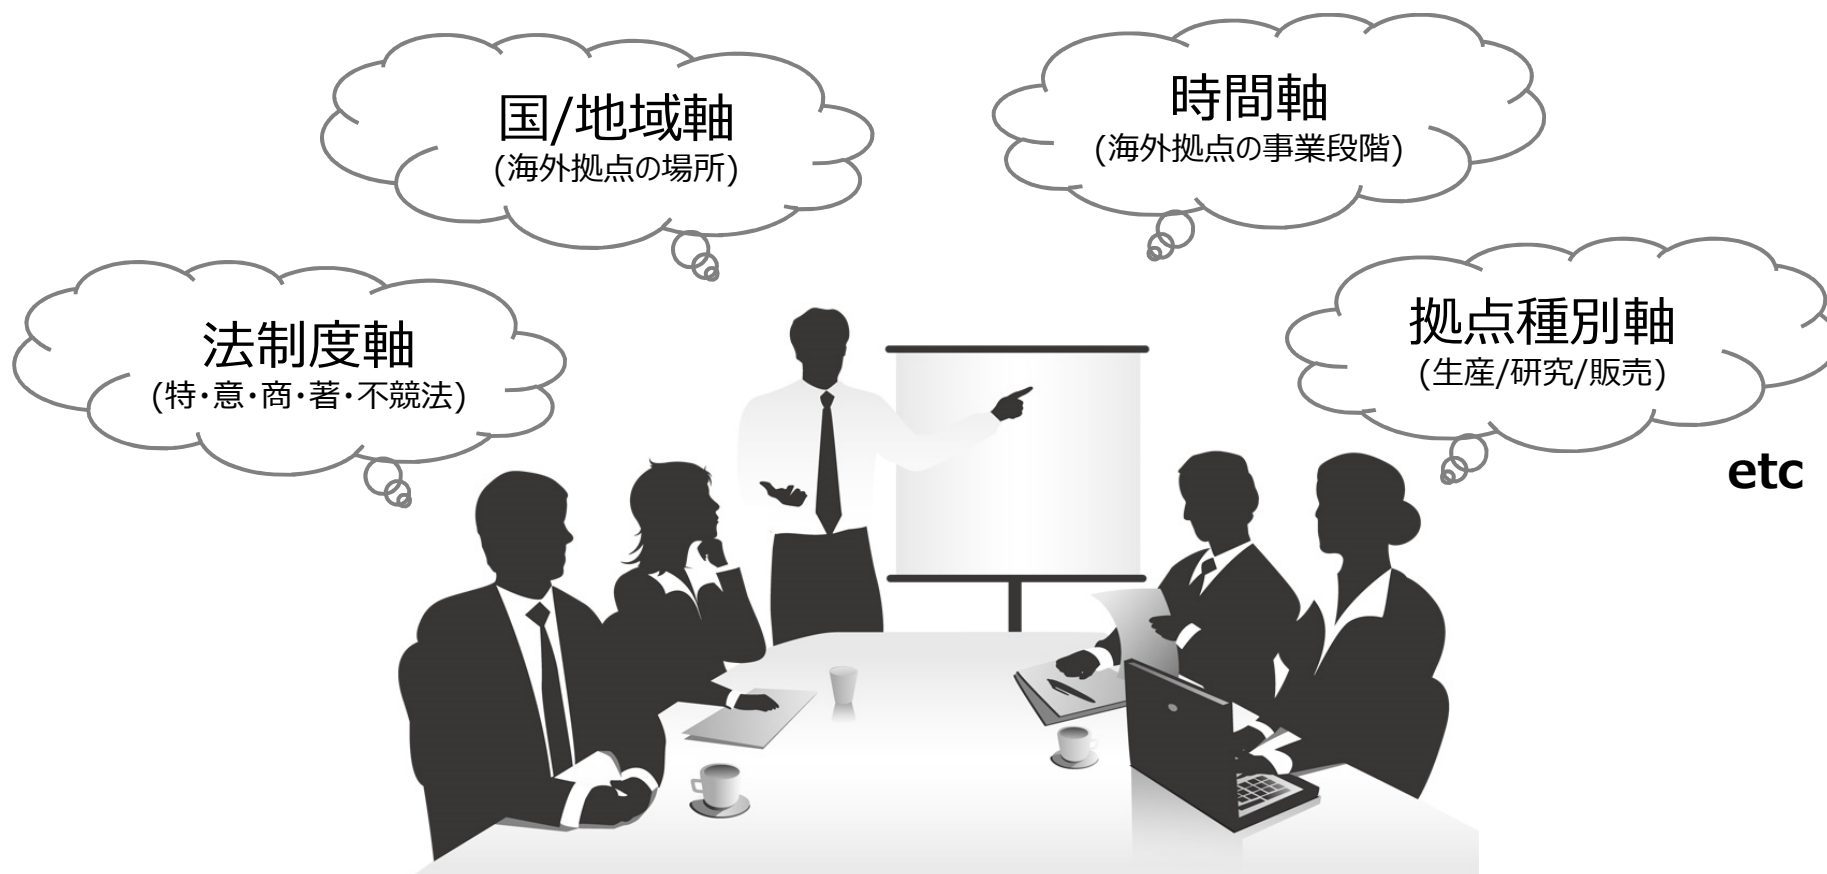 国/地域軸
(海外拠点の場所)
時間軸
(海外拠点の事業段階)
法制度軸
(特・意・商・著・不競法)
拠点種別軸
(生産/研究/販売)
etc